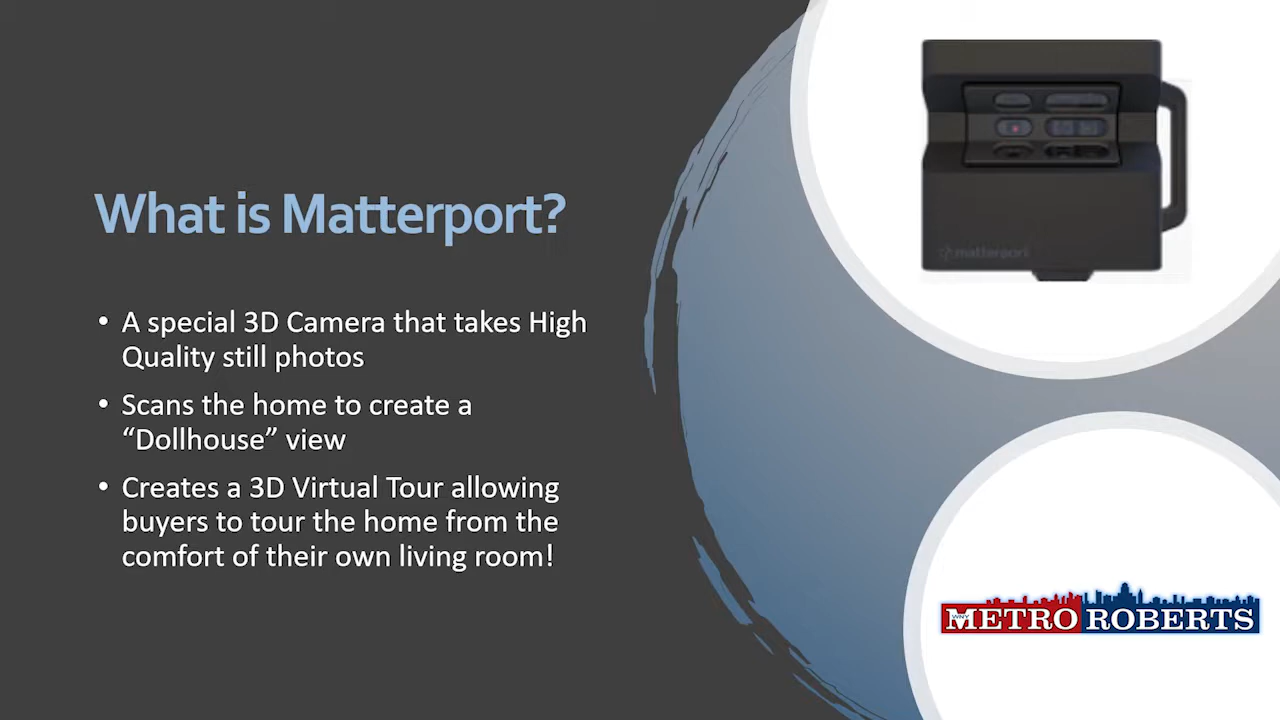 What is Matterport?
• A special 3D Camera that takes High
Quality still photos
• Scans the home to create a
“Dollhouse” view
• Creates a 3D Virtual Tour allowing
buyers to tour the home from the
comfort of their own living room!
matterport
WNY METRO ROBERTS